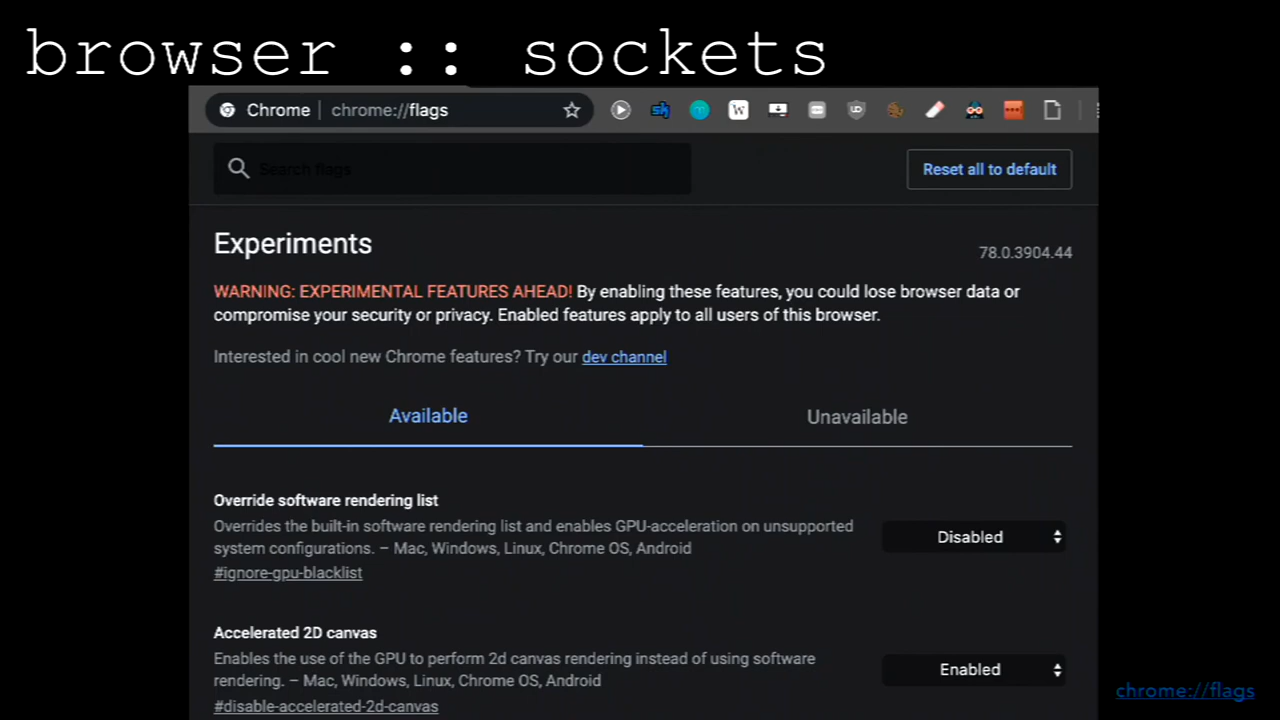 browser :: sockets
Chrome | chrome://flags
Search flags
Reset all to default
Experiments
78.0.3904.44
WARNING: EXPERIMENTAL FEATURES AHEAD! By enabling these features, you could lose browser data or
compromise your security or privacy. Enabled features apply to all users of this browser.
Interested in cool new Chrome features? Try our dev channel
Available
Unavailable
Override software rendering list
Overrides the built-in software rendering list and enables GPU-acceleration on unsupported
system configurations. – Mac, Windows, Linux, Chrome OS, Android
#ignore-gpu-blacklist
Disabled
Accelerated 2D canvas
Enables the use of the GPU to perform 2d canvas rendering instead of using software
rendering. – Mac, Windows, Linux, Chrome OS, Android
#disable-accelerated-2d-canvas
Enabled
chrome://flags